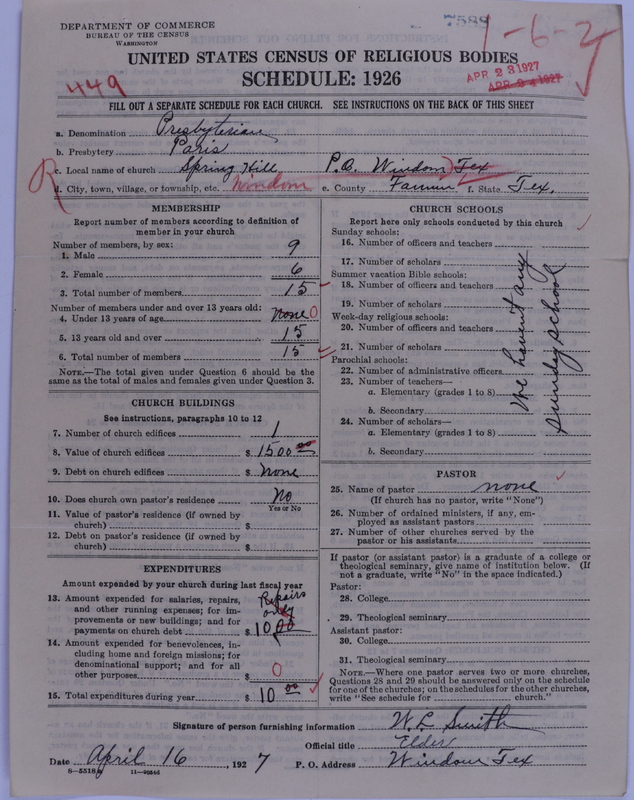 DEPARTMENT OF COMMERCE
BUREAU OF THE CENSUS
WASHINGTON
7588
1-6-2
UNITED STATES CENSUS OF RELIGIOUS BODIES
SCHEDULE: 1926
449
APR 23 1927
FILL OUT A SEPARATE SCHEDULE FOR EACH CHURCH. SEE INSTRUCTIONS ON THE BACK OF THIS SHEET
a. Denomination Presbyterian
b. Presbytery Paris
c. Local name of church Spring Hill P.O. Windom Tex
R
d. City, town, village, or township, etc. Windom e. County Fannin f. State Tex.
MEMBERSHIP
Report number of members according to definition of
member in your church
Number of members, by sex:
1. Male 9
2. Female 6
3. Total number of members 15
Number of members under and over 13 years old:
4. Under 13 years of age none 0
5. 13 years old and over 15
6. Total number of members 15
NOTE.—The total given under Question 6 should be
same as the total of males and females given under Question 3.
CHURCH BUILDINGS
See instructions, paragraphs 10 to 12
7. Number of church edifices 1
8. Value of church edifices $ 1500 00
9. Debt on church edifices $ None
10. Does church own pastor's residence No
Yes or No
11. Value of pastor's residence (if owned by
church) $
12. Debt on pastor's residence (if owned by
church) $
EXPENDITURES
Amount expended by your church during last fiscal year
13. Amount expended for salaries, repairs,
and other running expenses; for im-
provements or new buildings; and for
payments on church debt $ 10 00
Repairs
only
14. Amount expended for benevolences, in-
cluding home and foreign missions; for
denominational support; and for all
other purposes $ 0
15. Total expenditures during year $ 10 00
CHURCH SCHOOLS
Report here only schools conducted by this church
Sunday schools:
16. Number of officers and teachers
17. Number of scholars
Summer vacation Bible schools:
18. Number of officers and teachers
19. Number of scholars
Week-day religious schools:
20. Number of officers and teachers
21. Number of scholars
Parochial schools:
22. Number of administrative officers
23. Number of teachers—
a. Elementary (grades 1 to 8)
b. Secondary
24. Number of scholars—
a. Elementary (grades 1 to 8)
b. Secondary
We havent any
Sunday school
PASTOR
25. Name of pastor none
(If church has no pastor, write "None")
26. Number of ordained ministers, if any, em-
ployed as assistant pastors
27. Number of other churches served by the
pastor or his assistants
If pastor (or assistant pastor) is a graduate of a college or
theological seminary, give name of institution below. (If
not a graduate, write "No" in the space indicated.)
Pastor:
28. College
29. Theological seminary
Assistant pastor:
30. College
31. Theological seminary
NOTE.—Where one pastor serves two or more churches,
Questions 28 and 29 should be answered only on the schedule
for one of the churches; on the schedules for the other churches,
write "See schedule for church."
Signature of person furnishing information W. L. Smith
Official title Elder
Date April 16, 1927 P. O. Address Windom Tex
8-5518a 11-9084